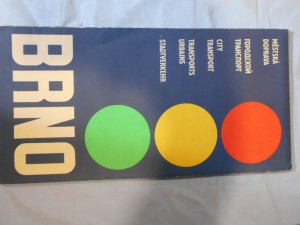 MĚSTSKÁ
DOPRAVA
ГОРОДСКОЙ
ТРАНСПОРТ
CITY
TRANSPORT
TRANSPORTS
URBAINS
STADTVERKEHR
BRNO